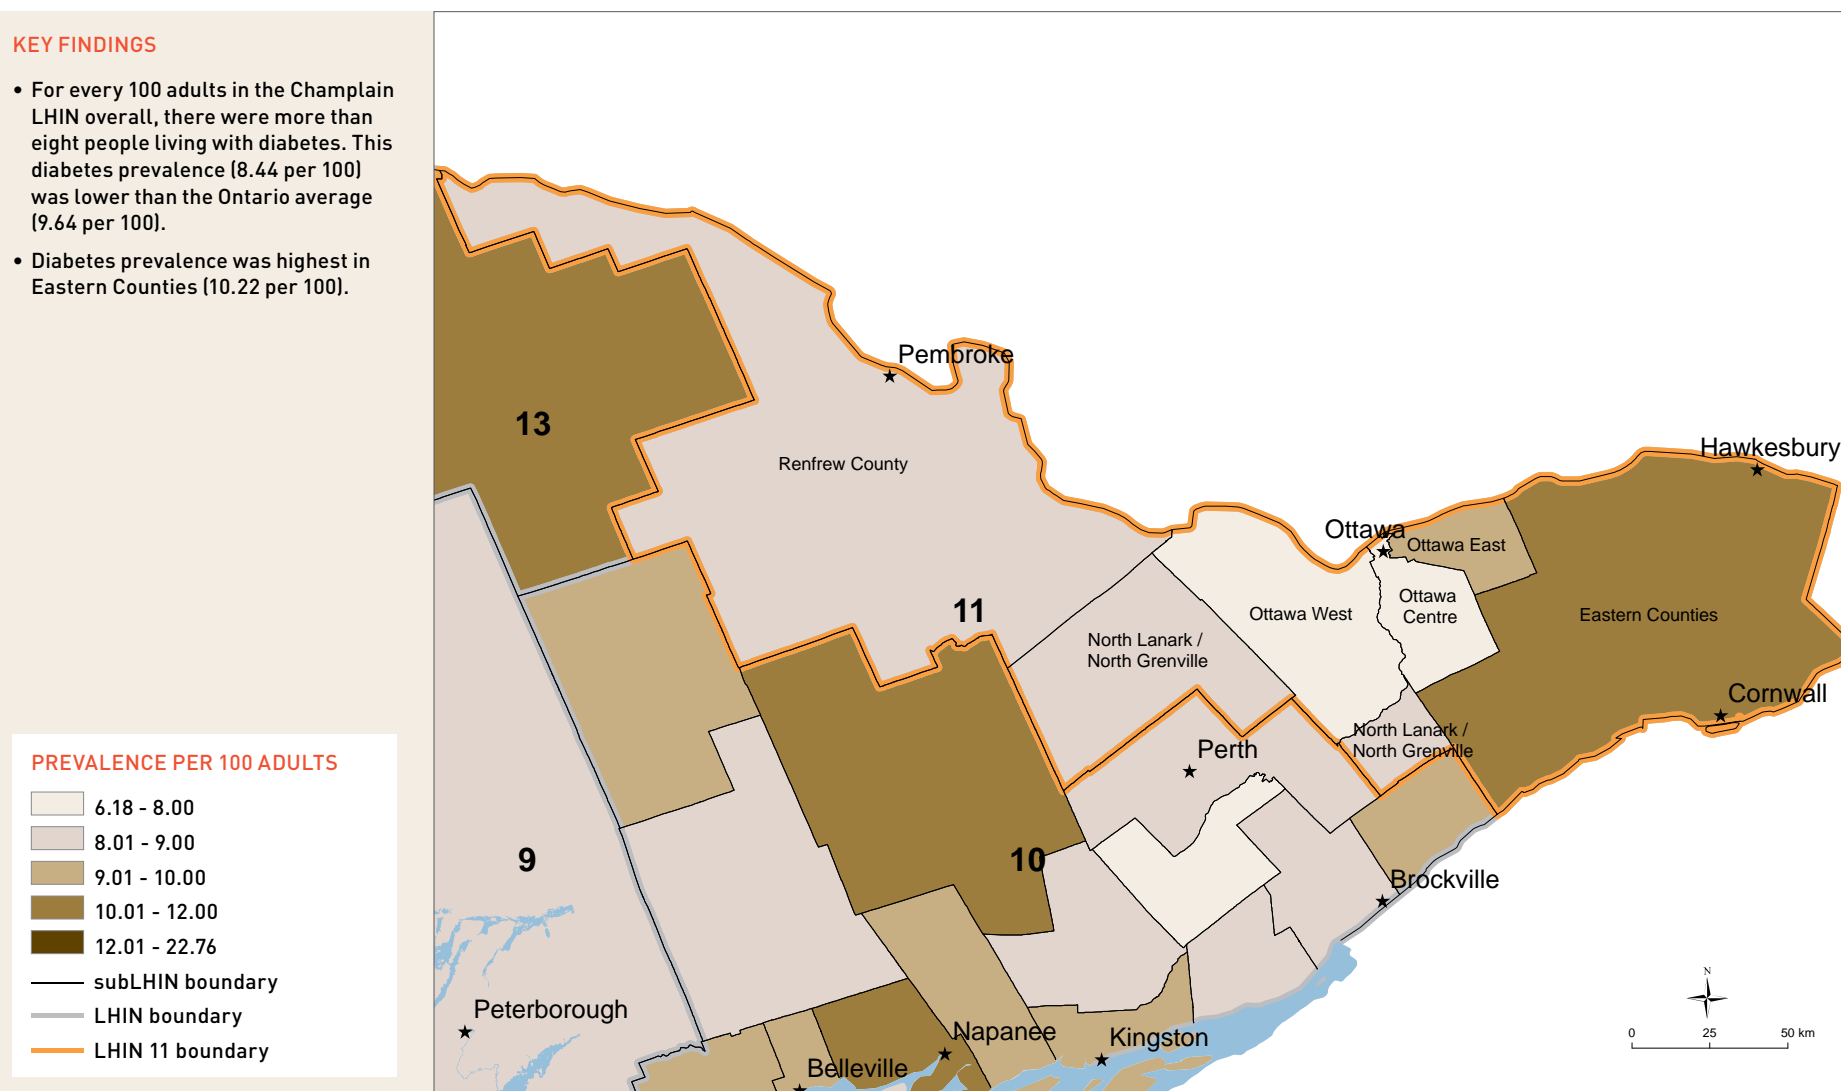 KEY FINDINGS
• For every 100 adults in the Champlain
LHIN overall, there were more than
eight people living with diabetes. This
diabetes prevalence (8.44 per 100)
was lower than the Ontario average
(9.64 per 100).
• Diabetes prevalence was highest in
Eastern Counties (10.22 per 100).
PREVALENCE PER 100 ADULTS
6.18 - 8.00
8.01 - 9.00
9.01 - 10.00
10.01 - 12.00
12.01 - 22.76
subLHIN boundary
LHIN boundary
LHIN 11 boundary
Pembroke
13
Renfrew County
Hawkesbury
Ottawa
Ottawa East
Ottawa
Centre
11
Ottawa West
Eastern Counties
North Lanark /
North Grenville
Cornwall
North Lanark /
North Grenville
Perth
9
10
Brockville
Peterborough
Napanee
Kingston
Belleville
N
0 25 50 km